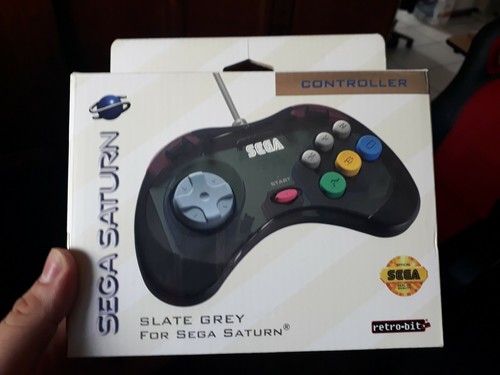 CONTROLLER
SEGA SATURN
SEGA
START
SLATE GREY
FOR SEGA SATURN®
SEGA
retro-bit